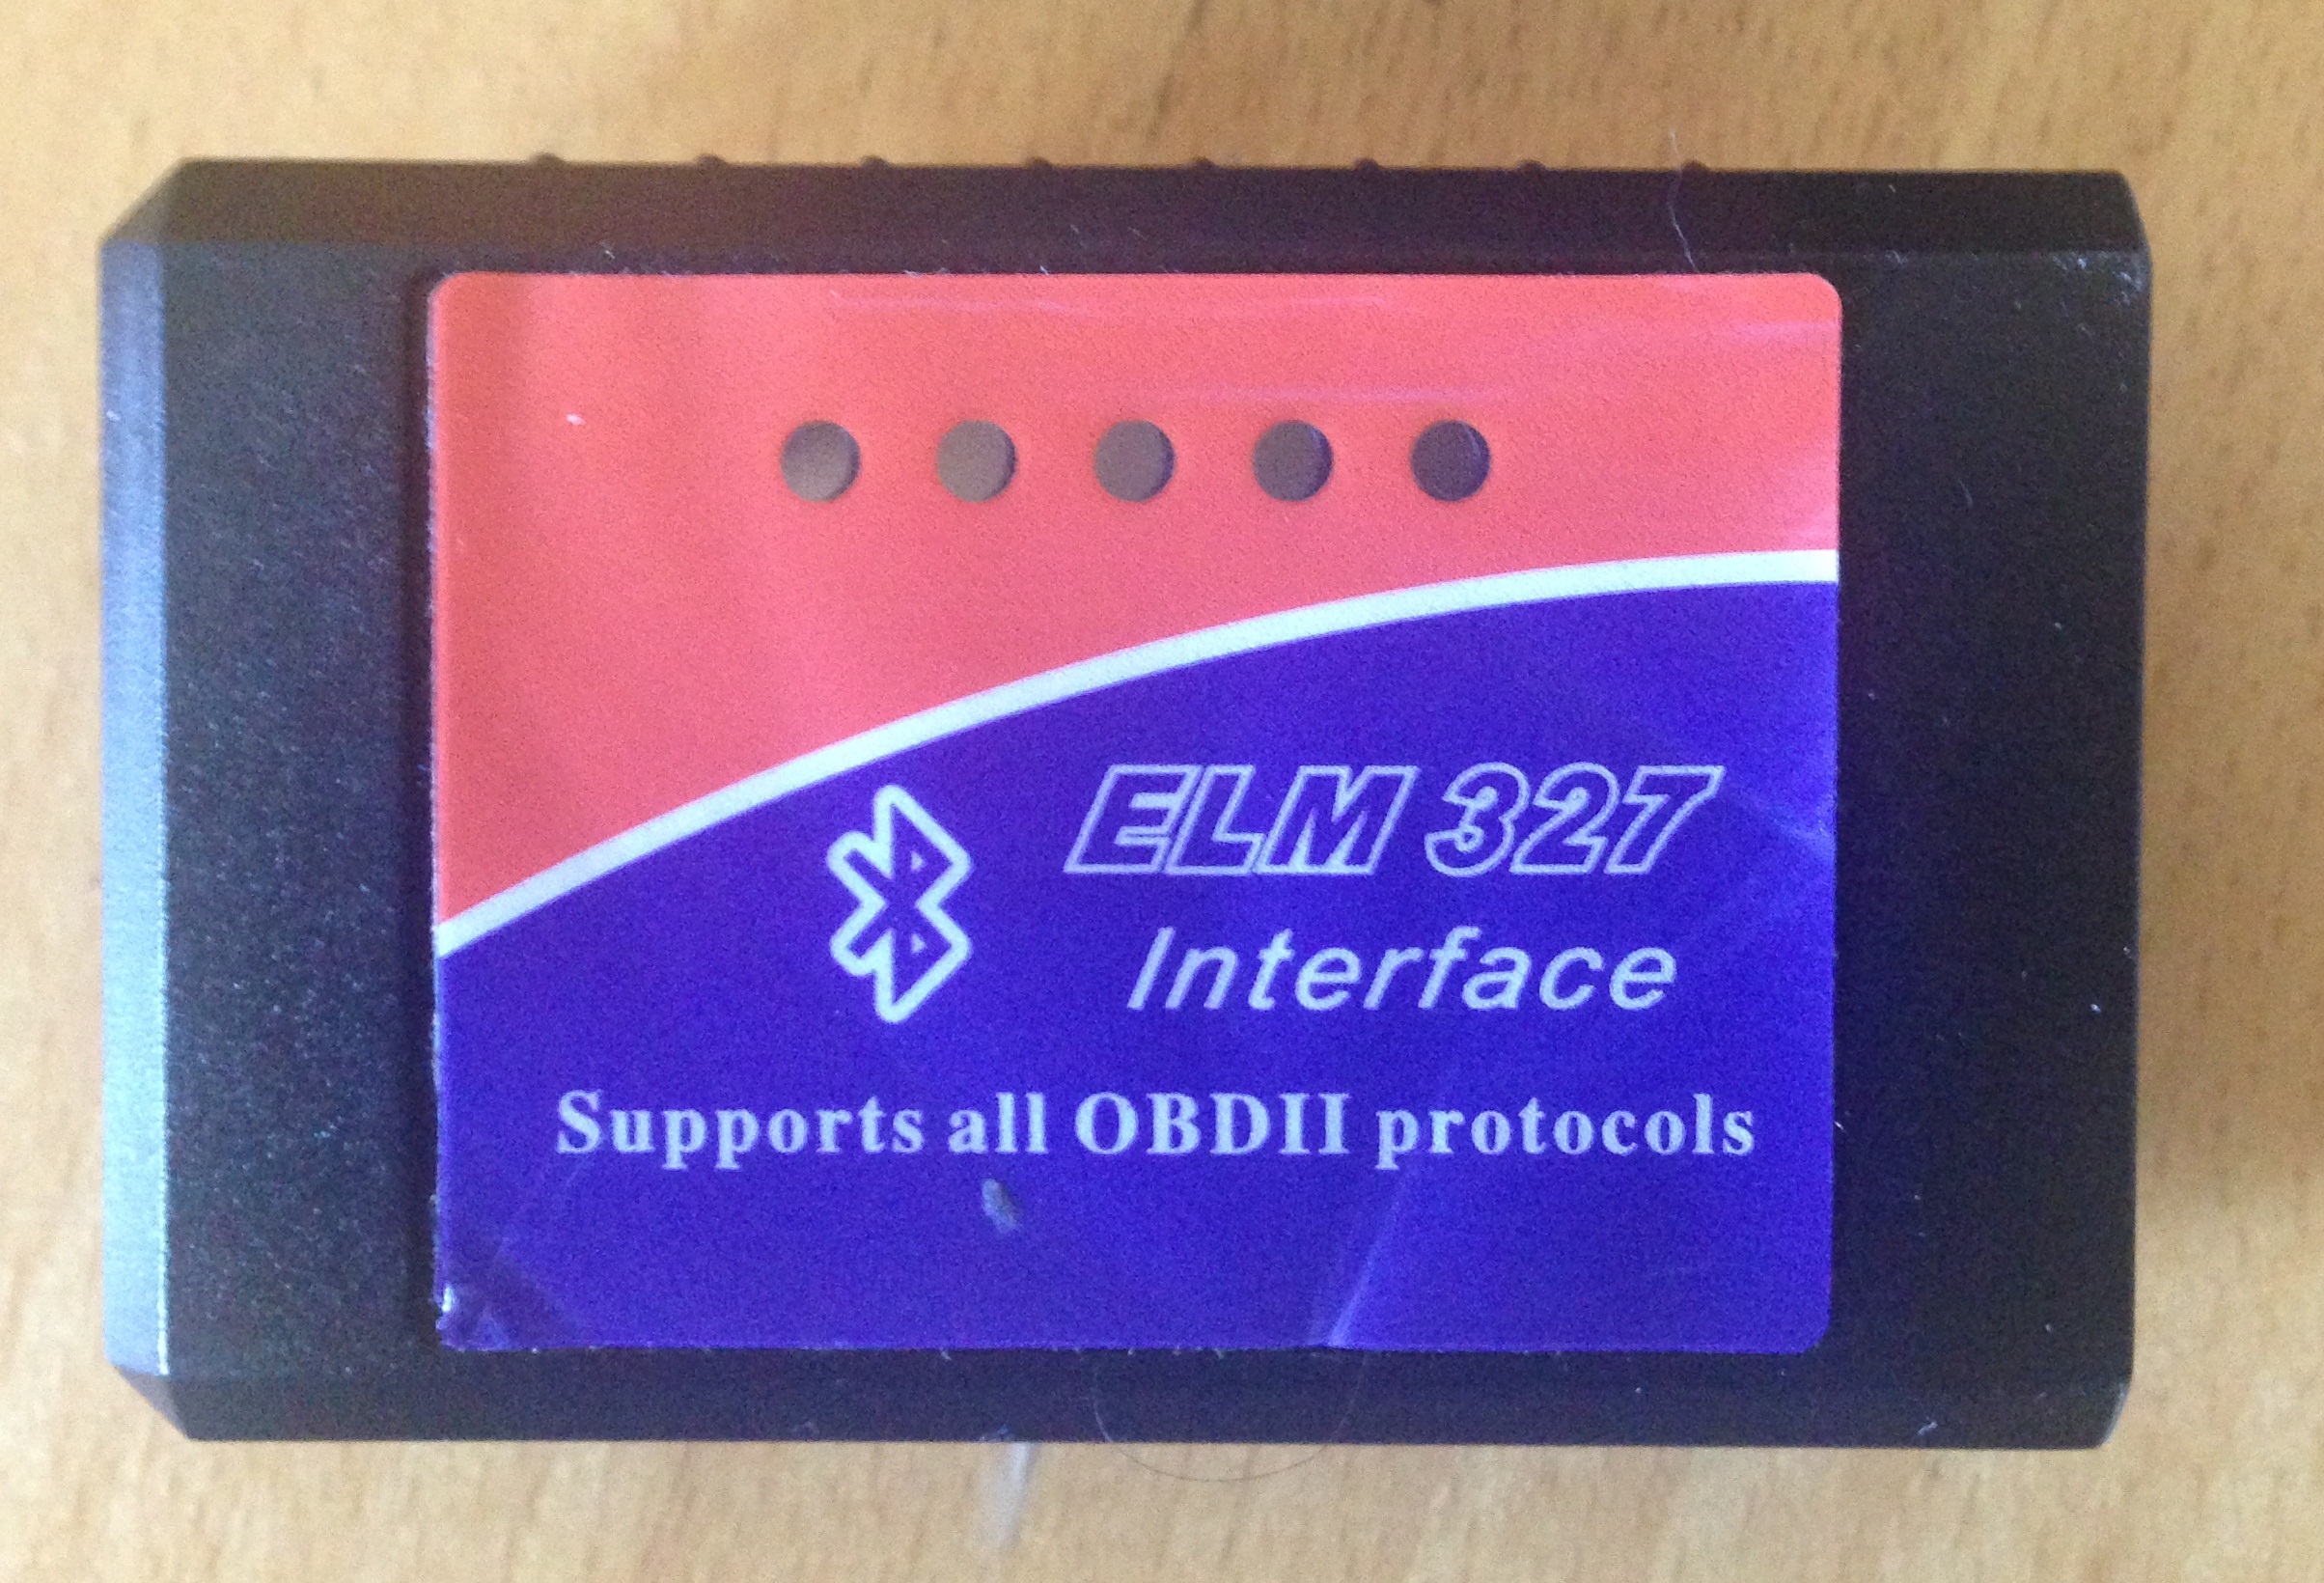 ELM 327
Interface
Supports all OBDII protocols